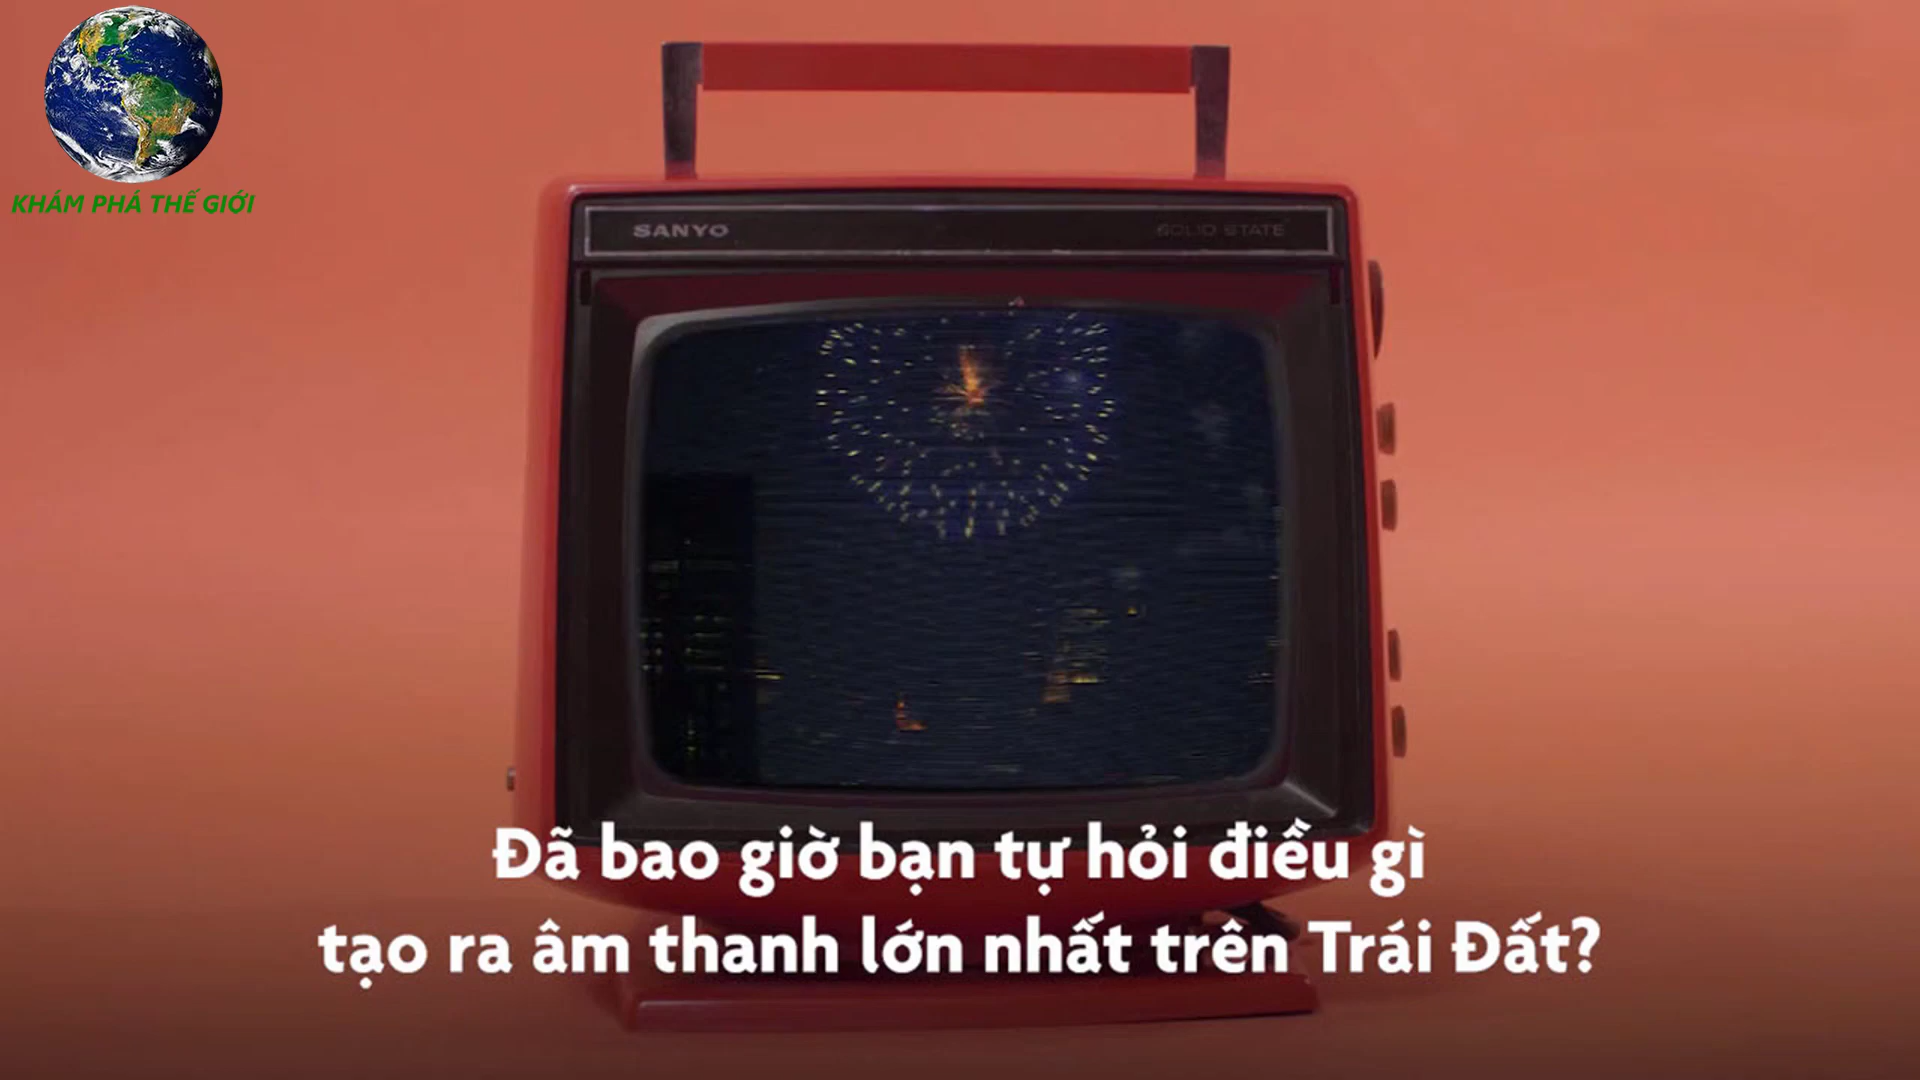 KHÁM PHÁ THẾ GIỚI
SANYO
SOLID STATE
Đã bao giờ bạn tự hỏi điều gì
tạo ra âm thanh lớn nhất trên Trái Đất?